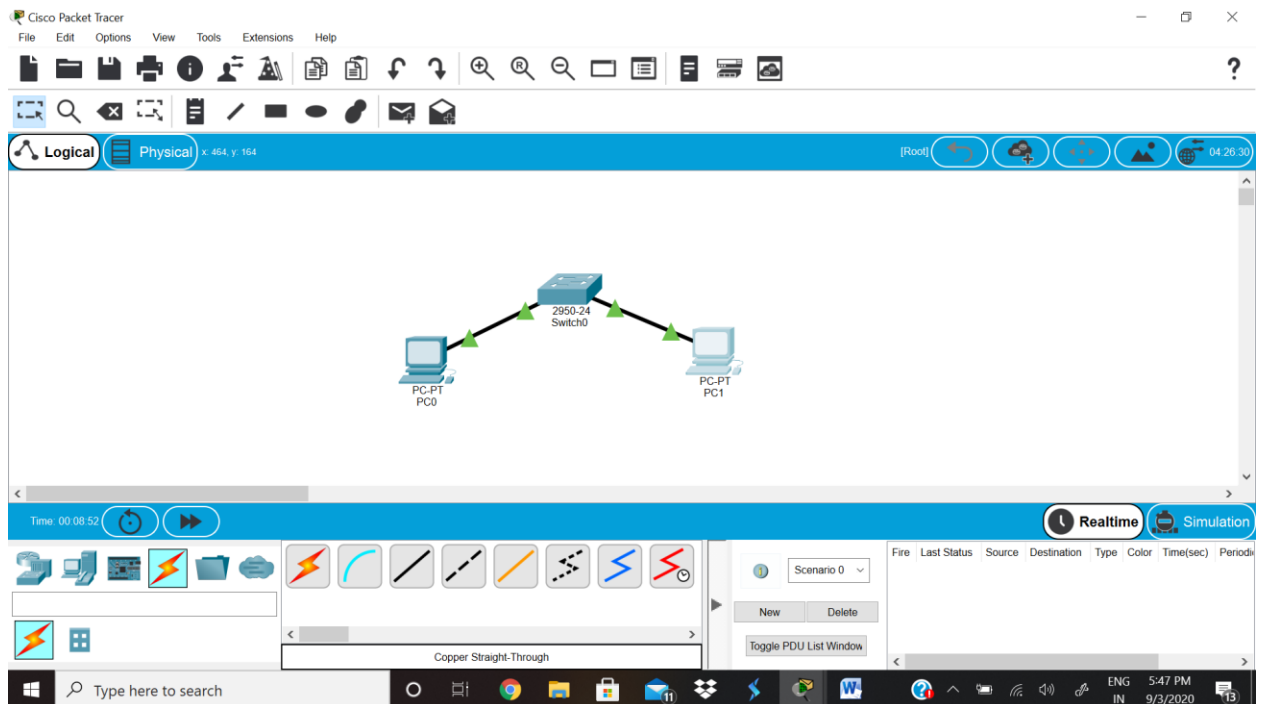 Cisco Packet Tracer
File Edit Options View Tools Extensions Help
Logical Physical x: 464, y: 164 [Root] 04:26:30
2950-24
Switch0
PC-PT
PC0
PC-PT
PC1
Time: 00:08:52 Realtime Simulation
Fire Last Status Source Destination Type Color Time(sec) Periodi
Scenario 0
New Delete
Toggle PDU List Window
Copper Straight-Through
Type here to search
11
ENG 5:47 PM
IN 9/3/2020
13